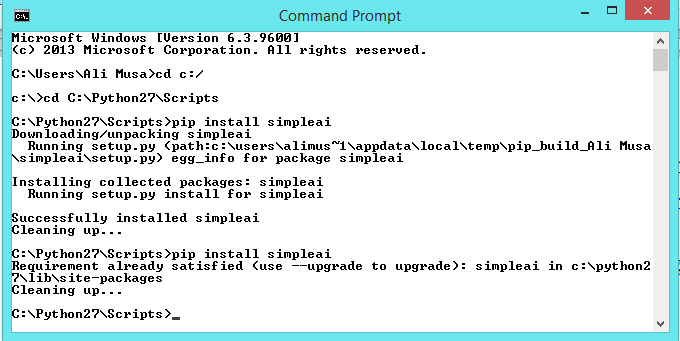 Command Prompt
Microsoft Windows [Version 6.3.9600]
(c) 2013 Microsoft Corporation. All rights reserved.
C:\Users\Ali Musa>cd c:/
c:\>cd C:\Python27\Scripts
C:\Python27\Scripts>pip install simpleai
Downloading/unpacking simpleai
  Running setup.py (path:c:\users\alimus~1\appdata\local\temp\pip_build_Ali Musa
\simpleai\setup.py) egg_info for package simpleai
Installing collected packages: simpleai
  Running setup.py install for simpleai
Successfully installed simpleai
Cleaning up...
C:\Python27\Scripts>pip install simpleai
Requirement already satisfied (use --upgrade to upgrade): simpleai in c:\python2
7\lib\site-packages
Cleaning up...
C:\Python27\Scripts>_